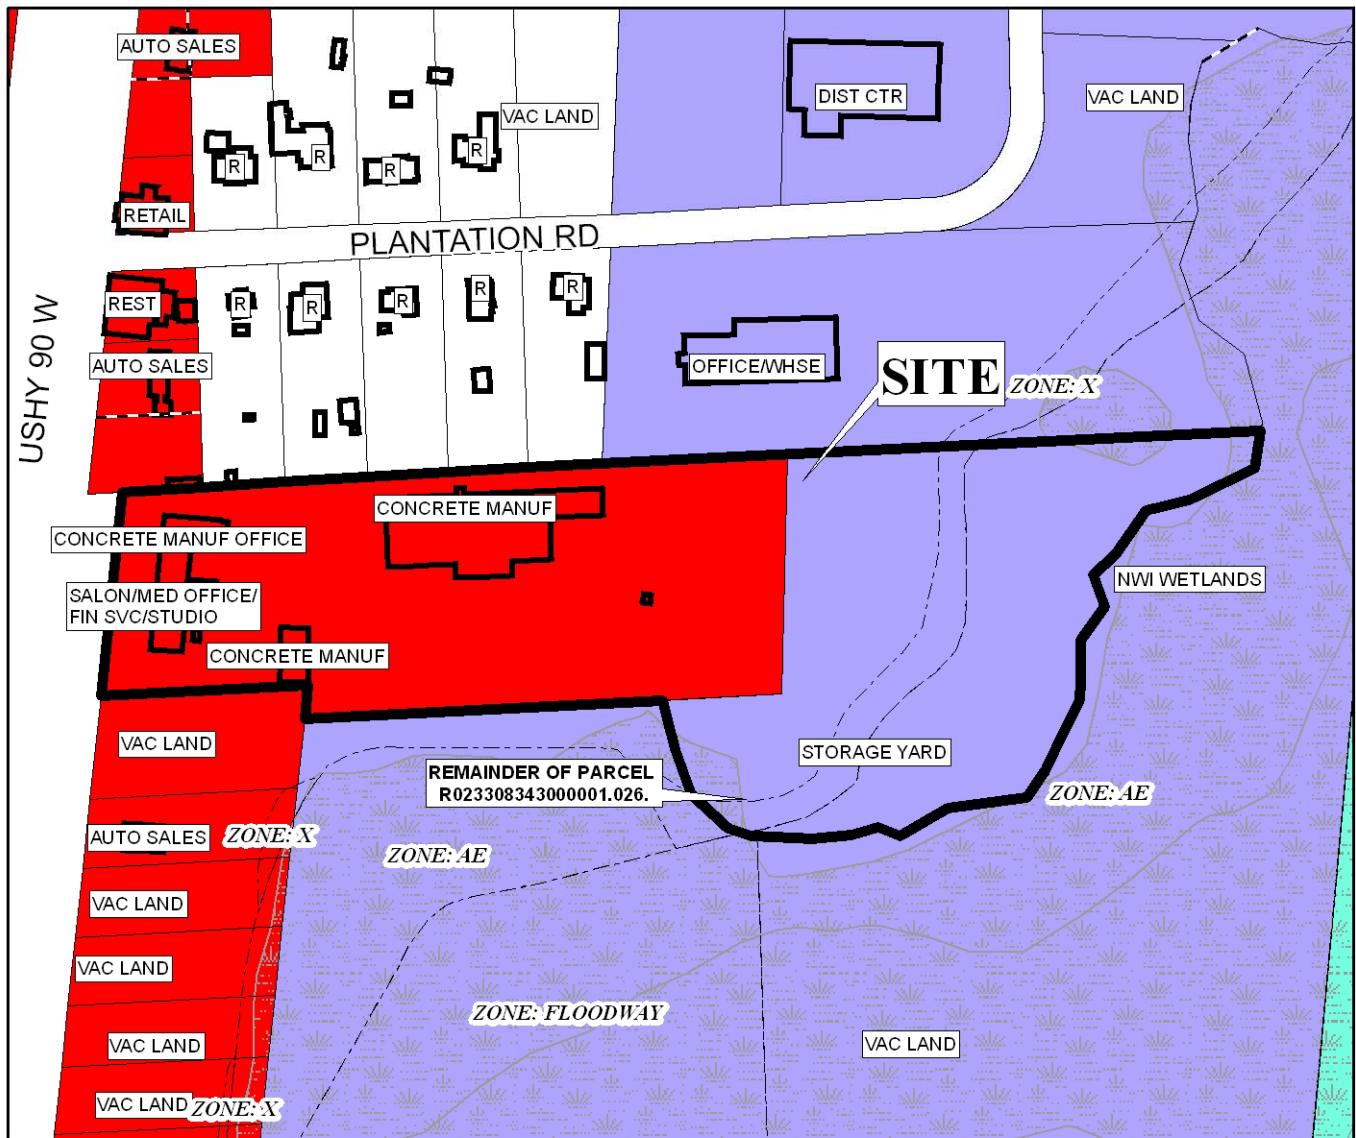 AUTO SALES
VAC LAND
DIST CTR
VAC LAND
R
R
R
R
RETAIL
PLANTATION RD
USHY 90 W
REST
R
R
R
R
R
AUTO SALES
OFFICE/WHSE
SITE
ZONE: X
CONCRETE MANUF
CONCRETE MANUF OFFICE
NWI WETLANDS
SALON/MED OFFICE/
FIN SVC/STUDIO
CONCRETE MANUF
VAC LAND
STORAGE YARD
REMAINDER OF PARCEL
R023308343000001.026.
ZONE: AE
AUTO SALES
ZONE: X
ZONE: AE
VAC LAND
VAC LAND
ZONE: FLOODWAY
VAC LAND
VAC LAND
VAC LAND
ZONE: X